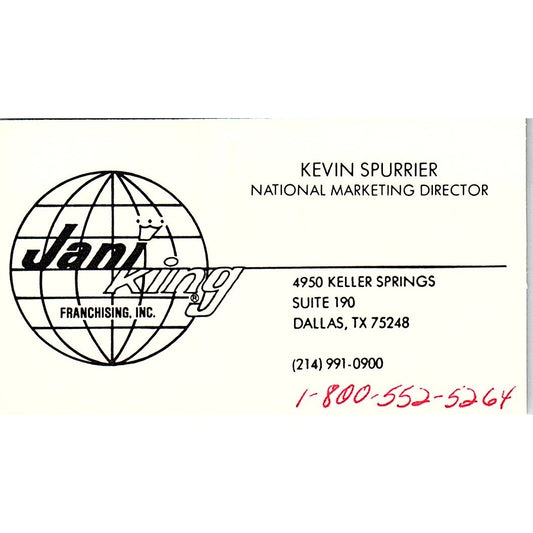 KEVIN SPURRIER
NATIONAL MARKETING DIRECTOR
Jani
King®
FRANCHISING, INC.
4950 KELLER SPRINGS
SUITE 190
DALLAS, TX 75248
(214) 991-0900
1-800-552-5264